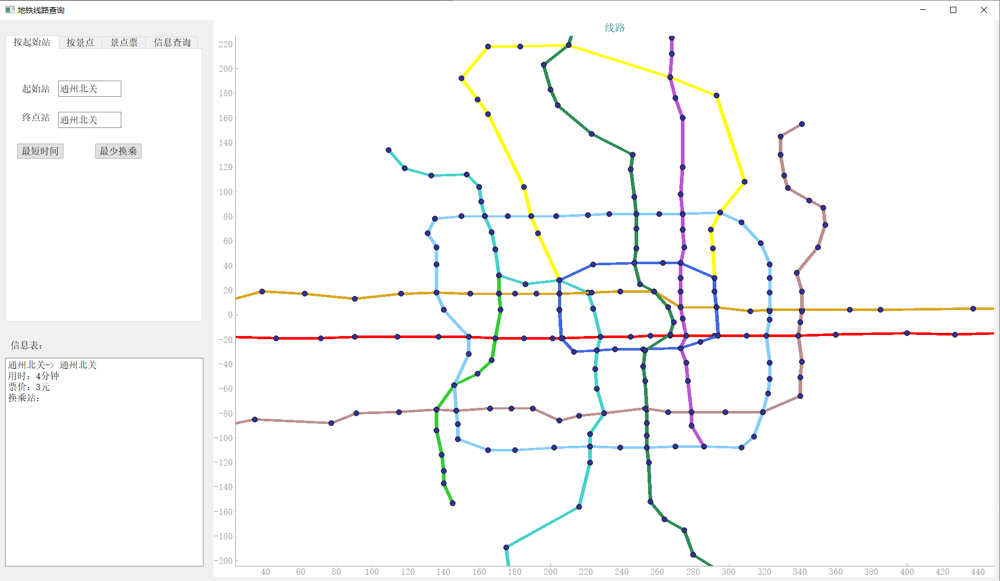 地铁线路查询
按起始站 按景点 景点票 信息查询
起始站 通州北关
终点站 通州北关
最短时间 最少换乘
信息表：
通州北关-> 通州北关
用时：4分钟
票价：3元
换乘站：
线路
220
200
180
160
140
120
100
80
60
40
20
0
−20
−40
−60
−80
−100
−120
−140
−160
−180
−200
40 60 80 100 120 140 160 180 200 220 240 260 280 300 320 340 360 380 400 420 440